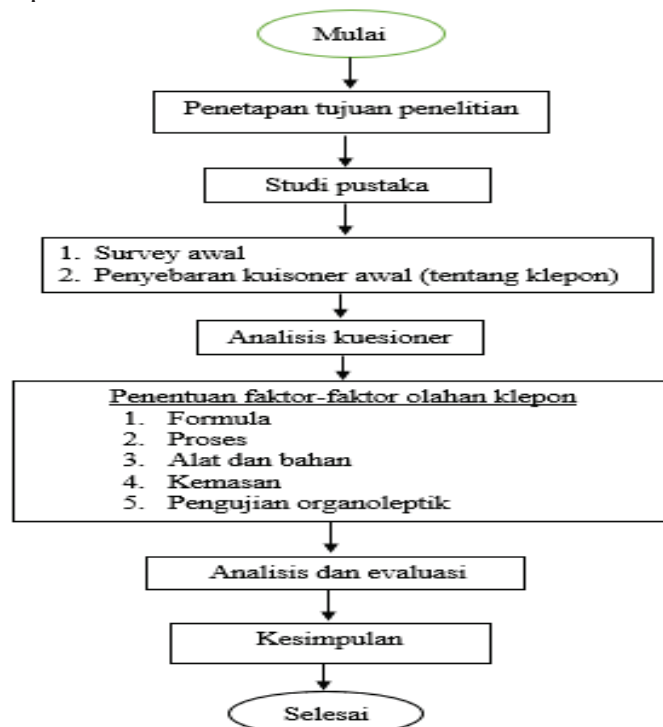 Mulai
Penetapan tujuan penelitian
Studi pustaka
1. Survey awal
2. Penyebaran kuisoner awal (tentang klepon)
Analisis kuesioner
Penentuan faktor-faktor olahan klepon
1. Formula
2. Proses
3. Alat dan bahan
4. Kemasan
5. Pengujian organoleptik
Analisis dan evaluasi
Kesimpulan
Selesai